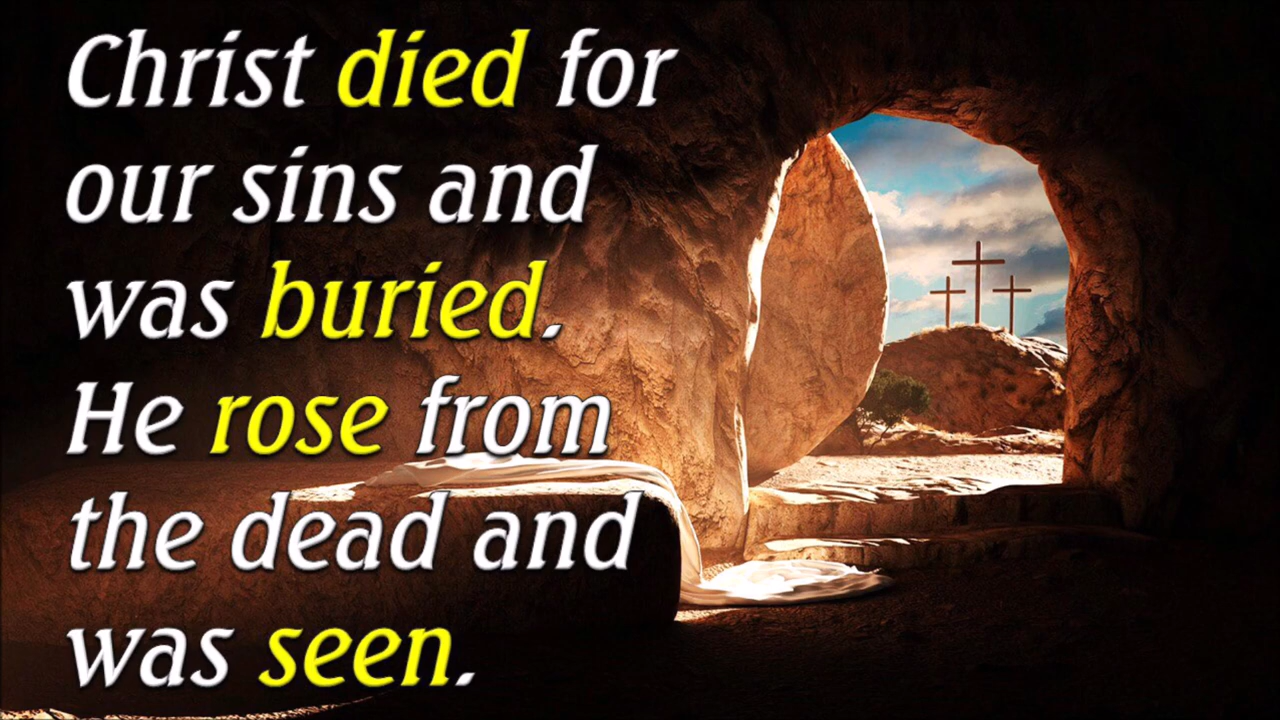 Christ died for
our sins and
was buried.
He rose from
the dead and
was seen.